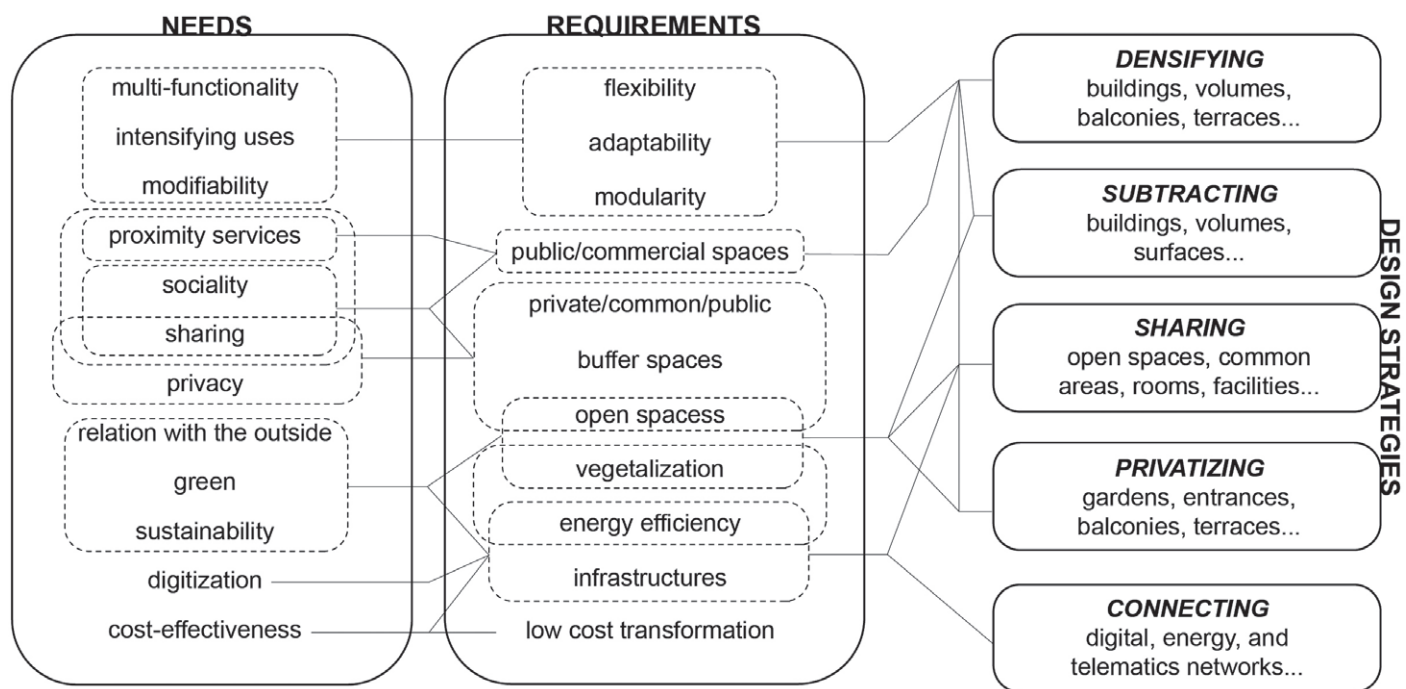 NEEDS
multi-functionality
intensifying uses
modifiability
proximity services
sociality
sharing
privacy
relation with the outside
green
sustainability
digitization
cost-effectiveness
REQUIREMENTS
flexibility
adaptability
modularity
public/commercial spaces
private/common/public
buffer spaces
open spacess
vegetalization
energy efficiency
infrastructures
low cost transformation
DENSIFYING
buildings, volumes,
balconies, terraces...
SUBTRACTING
buildings, volumes,
surfaces...
SHARING
open spaces, common
areas, rooms, facilities...
PRIVATIZING
gardens, entrances,
balconies, terraces...
CONNECTING
digital, energy, and
telematics networks...
DESIGN STRATEGIES